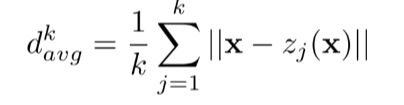 d^k_{avg} = \frac{1}{k} \sum_{j=1}^{k} ||\mathbf{x} - z_j(\mathbf{x})||